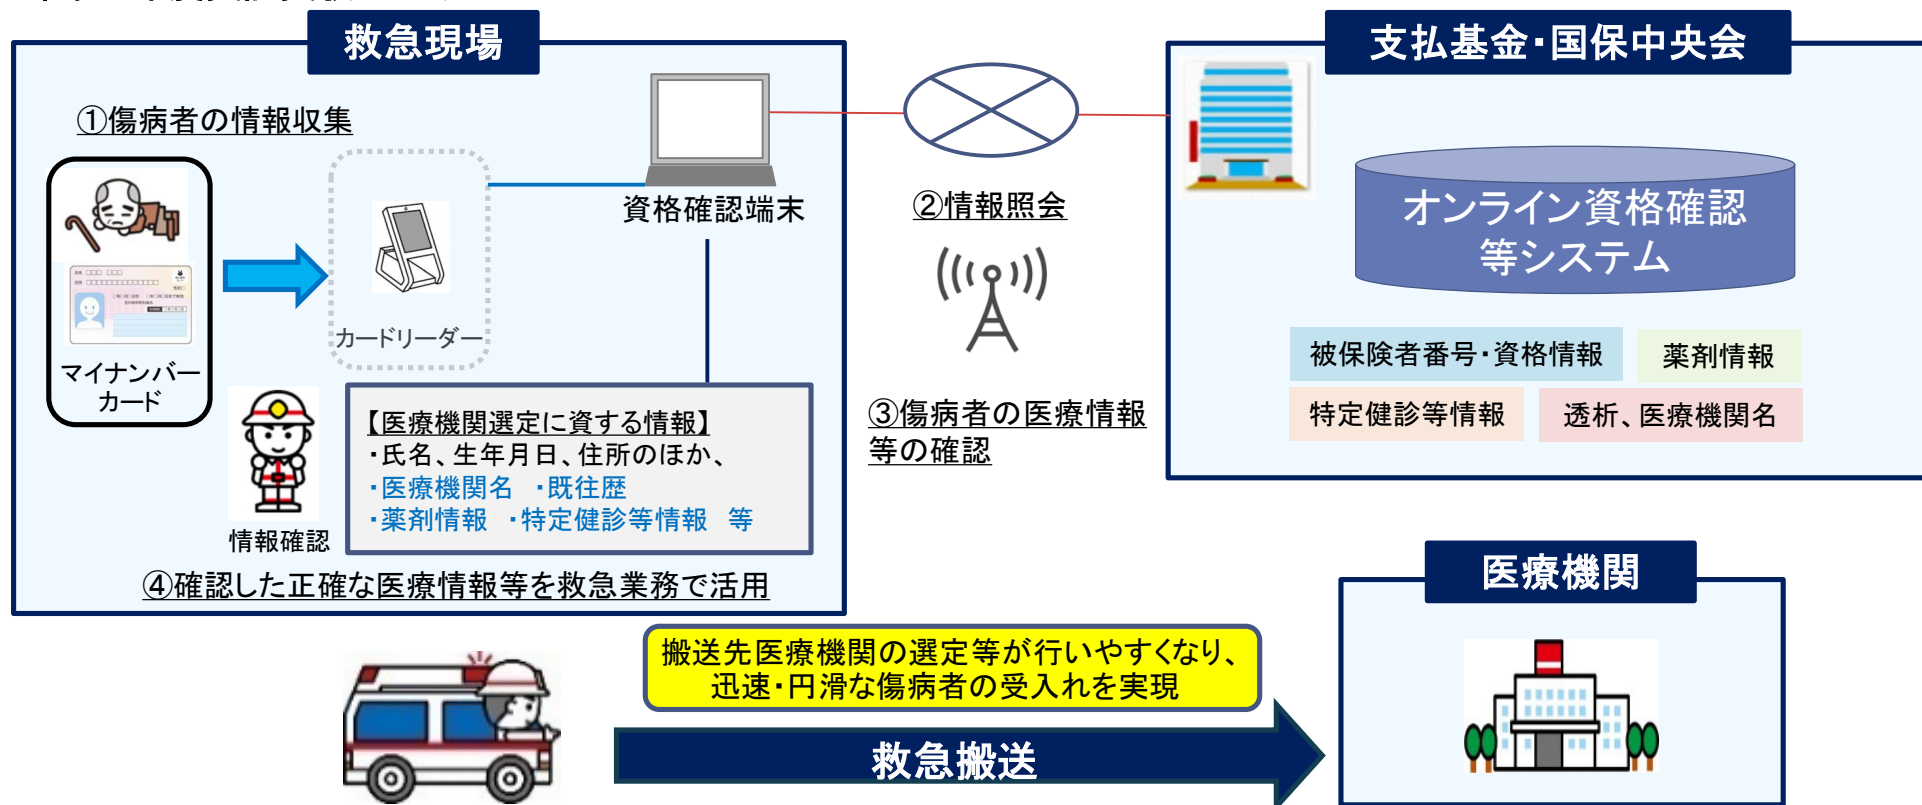 救急現場
①傷病者の情報収集
マイナンバー
カード
カードリーダー
資格確認端末
情報確認
【医療機関選定に資する情報】
・氏名、生年月日、住所のほか、
・医療機関名 ・既往歴
・薬剤情報 ・特定健診等情報 等
④確認した正確な医療情報等を救急業務で活用
②情報照会
③傷病者の医療情報
等の確認
支払基金・国保中央会
オンライン資格確認
等システム
被保険者番号・資格情報
薬剤情報
特定健診等情報
透析、医療機関名
搬送先医療機関の選定等が行いやすくなり、
迅速・円滑な傷病者の受入れを実現
救急搬送
医療機関